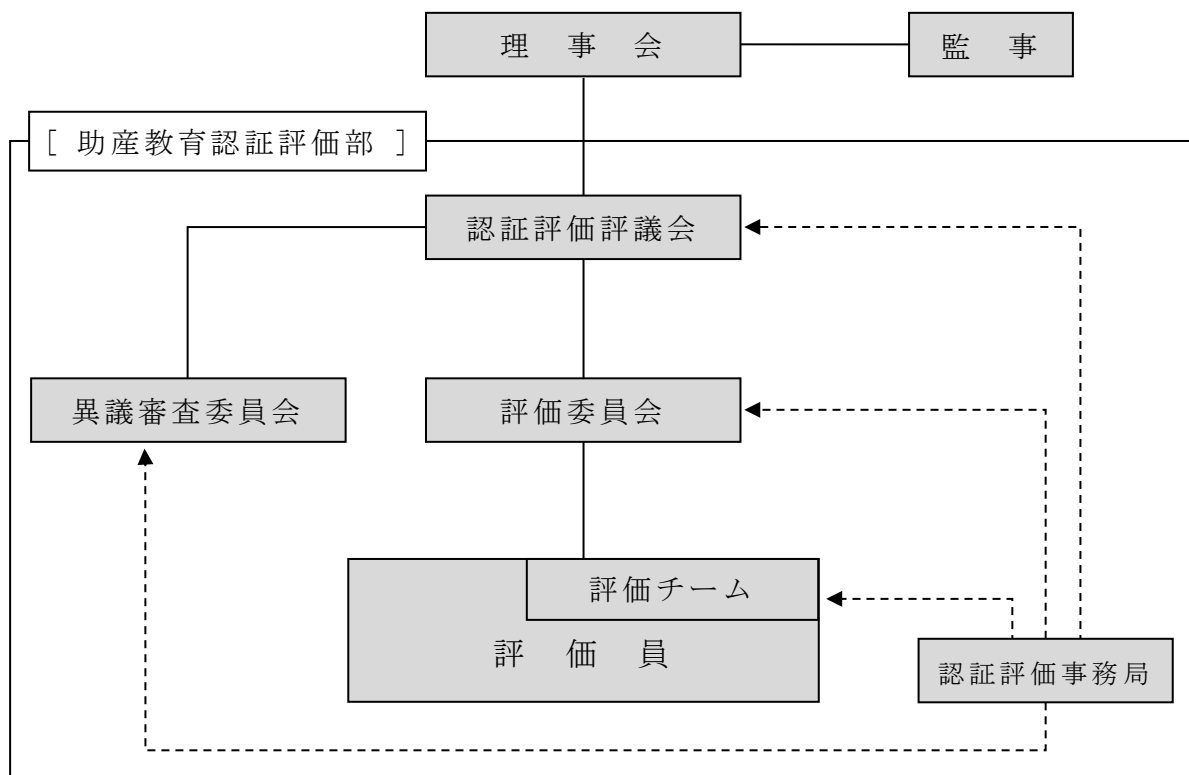 理 事 会
監 事
[ 助産教育認証評価部 ]
認証評価評議会
異議審査委員会
評価委員会
評価チーム
評 価 員
認証評価事務局